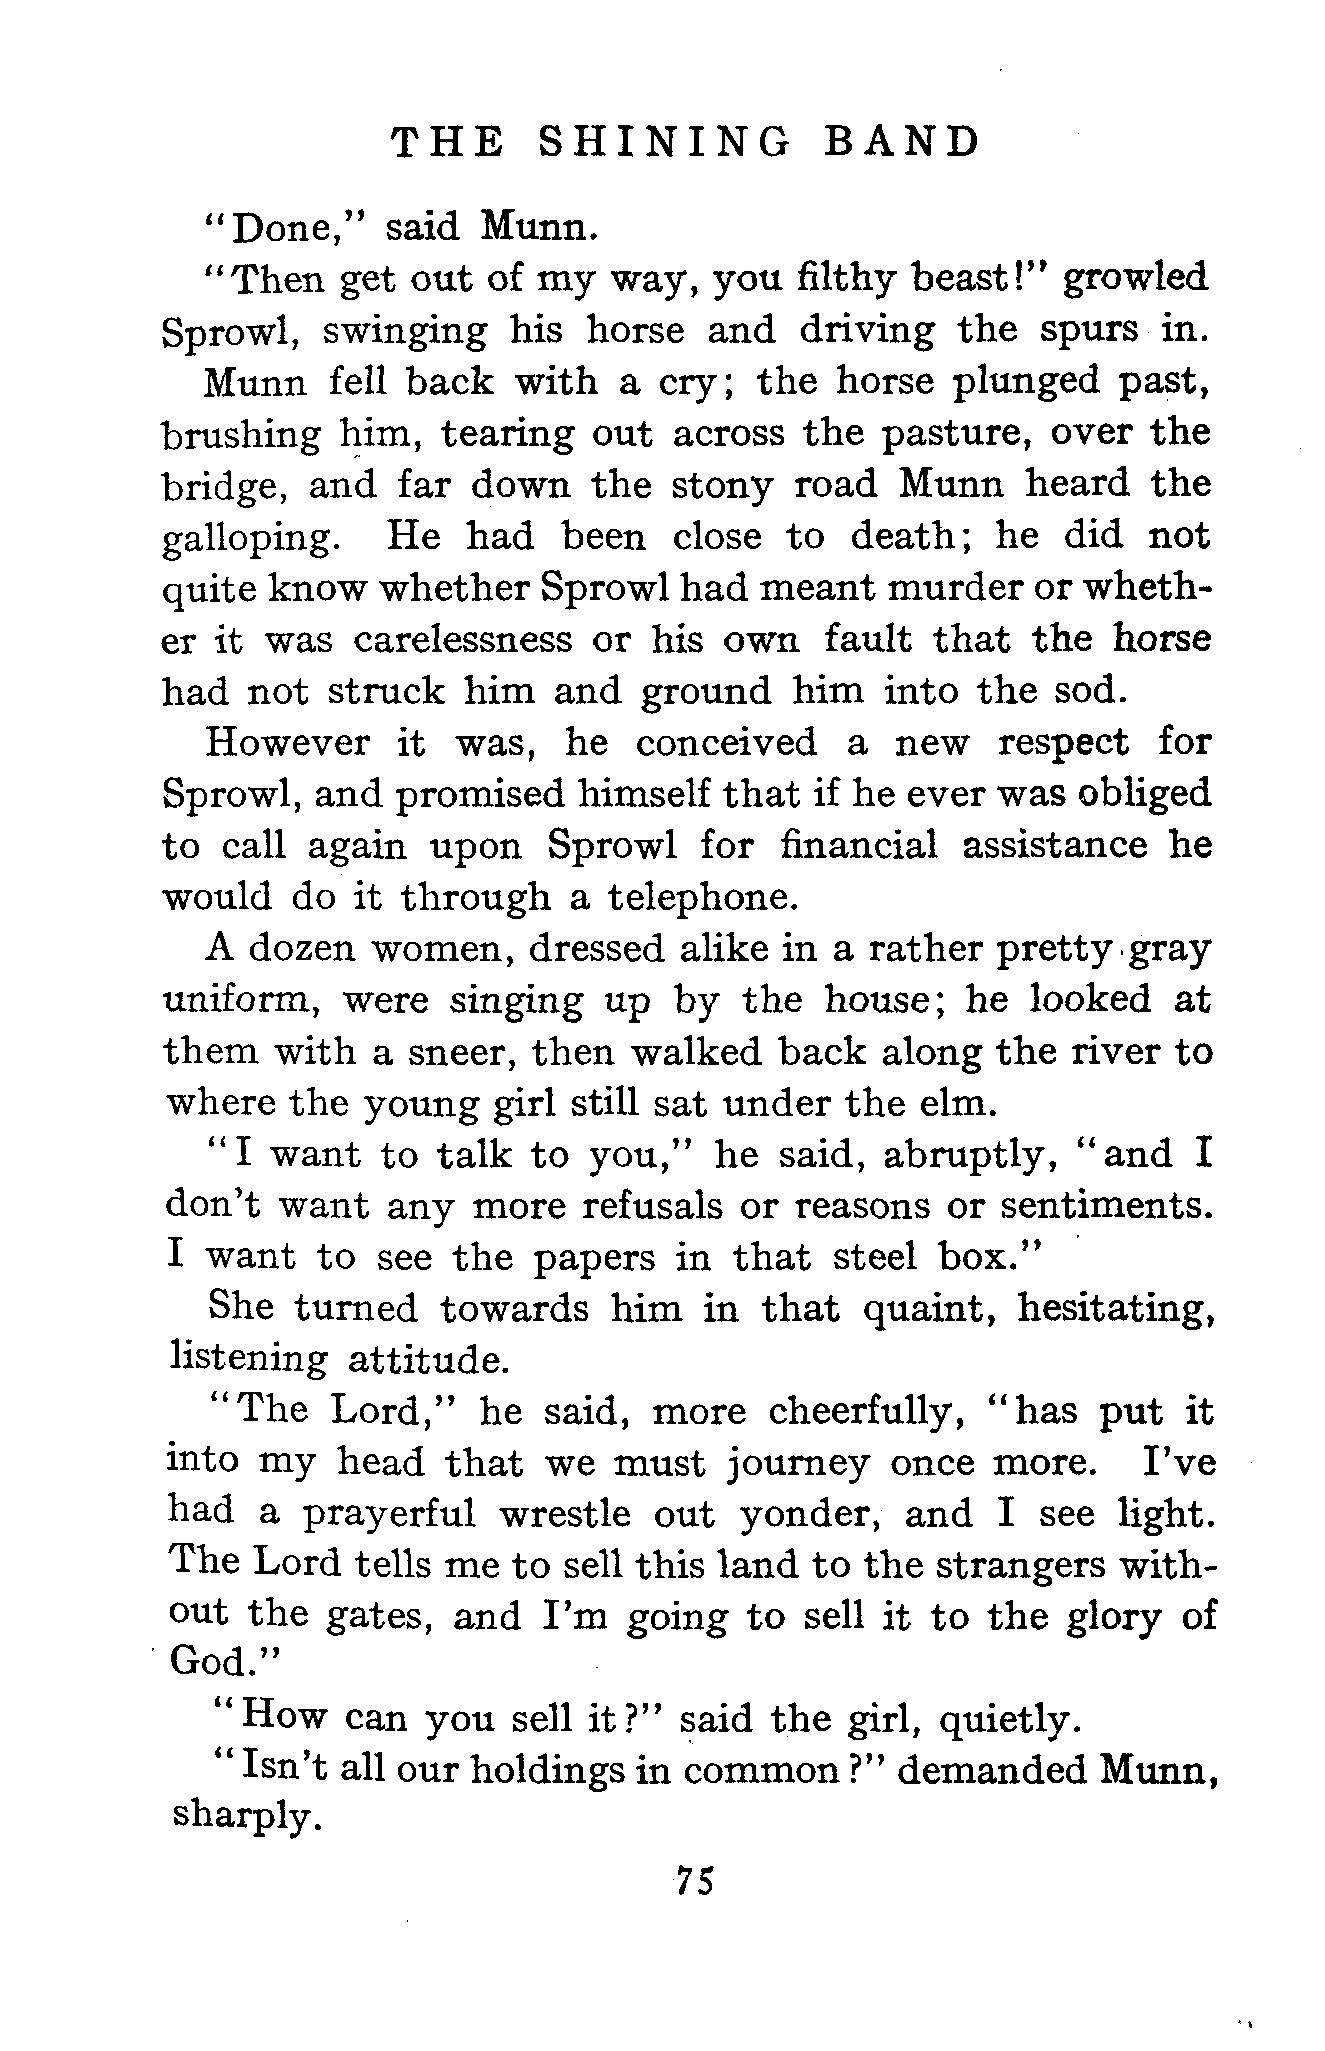 THE SHINING BAND
"Done," said Munn.
"Then get out of my way, you filthy beast!" growled
Sprowl, swinging his horse and driving the spurs in.
Munn fell back with a cry; the horse plunged past,
brushing him, tearing out across the pasture, over the
bridge, and far down the stony road Munn heard the
galloping. He had been close to death; he did not
quite know whether Sprowl had meant murder or wheth-
er it was carelessness or his own fault that the horse
had not struck him and ground him into the sod.
However it was, he conceived a new respect for
Sprowl, and promised himself that if he ever was obliged
to call again upon Sprowl for financial assistance he
would do it through a telephone.
A dozen women, dressed alike in a rather pretty gray
uniform, were singing up by the house; he looked at
them with a sneer, then walked back along the river to
where the young girl still sat under the elm.
"I want to talk to you," he said, abruptly, "and I
don't want any more refusals or reasons or sentiments.
I want to see the papers in that steel box."
She turned towards him in that quaint, hesitating,
listening attitude.
"The Lord," he said, more cheerfully, "has put it
into my head that we must journey once more. I've
had a prayerful wrestle out yonder, and I see light.
The Lord tells me to sell this land to the strangers with-
out the gates, and I'm going to sell it to the glory of
God."
"How can you sell it?" said the girl, quietly.
"Isn't all our holdings in common?" demanded Munn,
sharply.
75